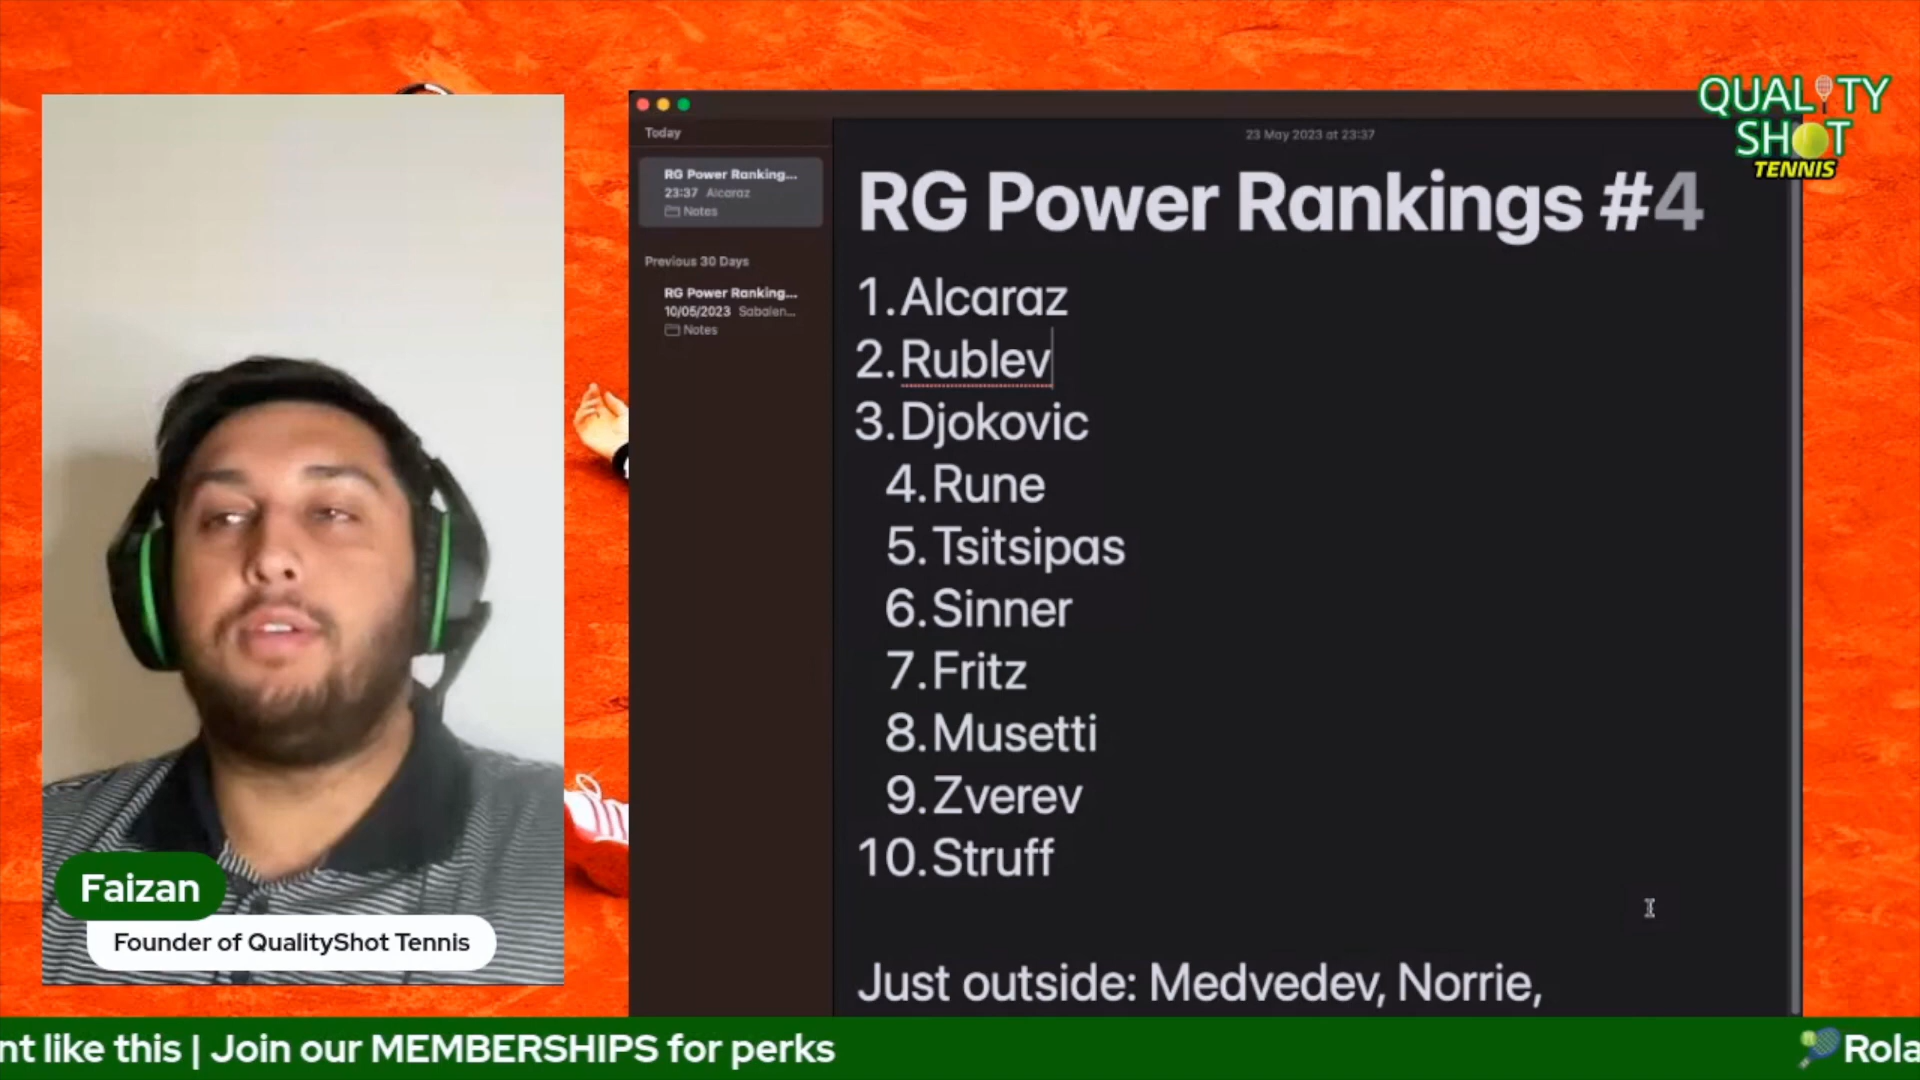 QUALITY
SHOT
TENNIS
Today
RG Power Ranking...
23:37 Alcaraz
Notes
Previous 30 Days
RG Power Ranking...
10/05/2023 Sabalen...
Notes
23 May 2023 at 23:37
RG Power Rankings #4
1. Alcaraz
2. Rublev
3. Djokovic
4. Rune
5. Tsitsipas
6. Sinner
7. Fritz
8. Musetti
9. Zverev
10. Struff
Just outside: Medvedev, Norrie,
Faizan
Founder of QualityShot Tennis
nt like this | Join our MEMBERSHIPS for perks
Rola